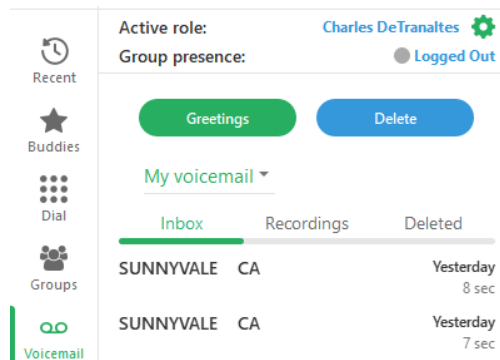 Active role: Charles DeTranaltes
Group presence: Logged Out
Recent
Buddies
Dial
Groups
Voicemail
Greetings Delete
My voicemail
Inbox Recordings Deleted
SUNNYVALE CA Yesterday
8 sec
SUNNYVALE CA Yesterday
7 sec